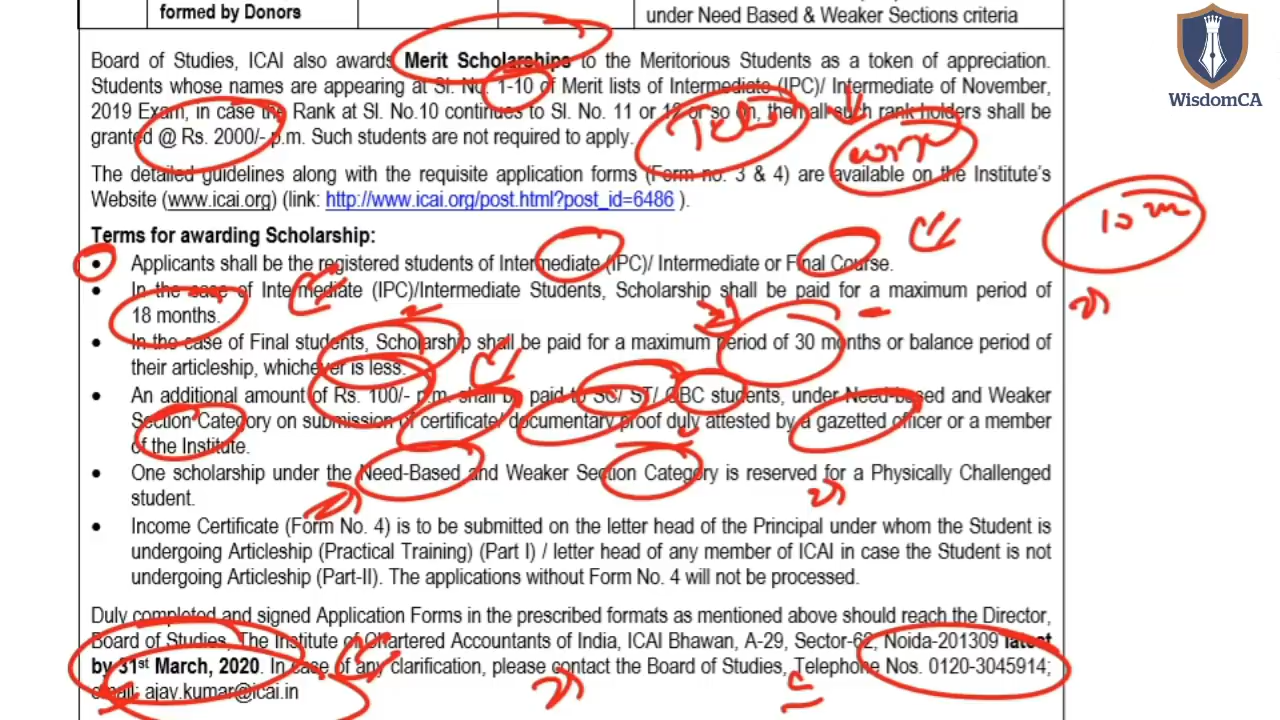 formed by Donors
under Need Based & Weaker Sections criteria
WisdomCA
Board of Studies, ICAI also awards Merit Scholarships to the Meritorious Students as a token of appreciation.
Students whose names are appearing at Sl. No. 1-10 of Merit lists of Intermediate (IPC)/ Intermediate of November,
2019 Exam, in case the Rank at Sl. No.10 continues to Sl. No. 11 or 12 or so on, then all such rank holders shall be
granted @ Rs. 2000/- p.m. Such students are not required to apply.
The detailed guidelines along with the requisite application forms (Form no. 3 & 4) are available on the Institute's
Website (www.icai.org) (link: http://www.icai.org/post.html?post_id=6486 ).
10 m
Terms for awarding Scholarship:
• Applicants shall be the registered students of Intermediate (IPC)/ Intermediate or Final Course.
• In the case of Intermediate (IPC)/Intermediate Students, Scholarship shall be paid for a maximum period of
18 months.
• In the case of Final students, Scholarship shall be paid for a maximum period of 30 months or balance period of
their articleship, whichever is less.
• An additional amount of Rs. 100/- p.m. shall be paid to SC/ ST/ OBC students, under Need-based and Weaker
Section Category on submission of certificate/ documentary proof duly attested by a gazetted officer or a member
of the Institute.
• One scholarship under the Need-Based and Weaker Section Category is reserved for a Physically Challenged
student.
• Income Certificate (Form No. 4) is to be submitted on the letter head of the Principal under whom the Student is
undergoing Articleship (Practical Training) (Part I) / letter head of any member of ICAI in case the Student is not
undergoing Articleship (Part-II). The applications without Form No. 4 will not be processed.
Duly completed and signed Application Forms in the prescribed formats as mentioned above should reach the Director,
Board of Studies, The Institute of Chartered Accountants of India, ICAI Bhawan, A-29, Sector-62, Noida-201309 latest
by 31st March, 2020. In case of any clarification, please contact the Board of Studies, Telephone Nos. 0120-3045914;
email: ajay.kumar@icai.in